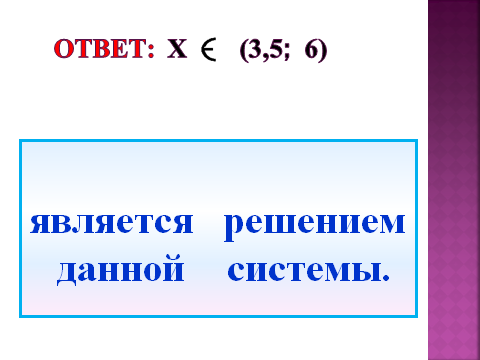 ОТВЕТ: X ∈ (3,5; 6)
является решением
данной системы.